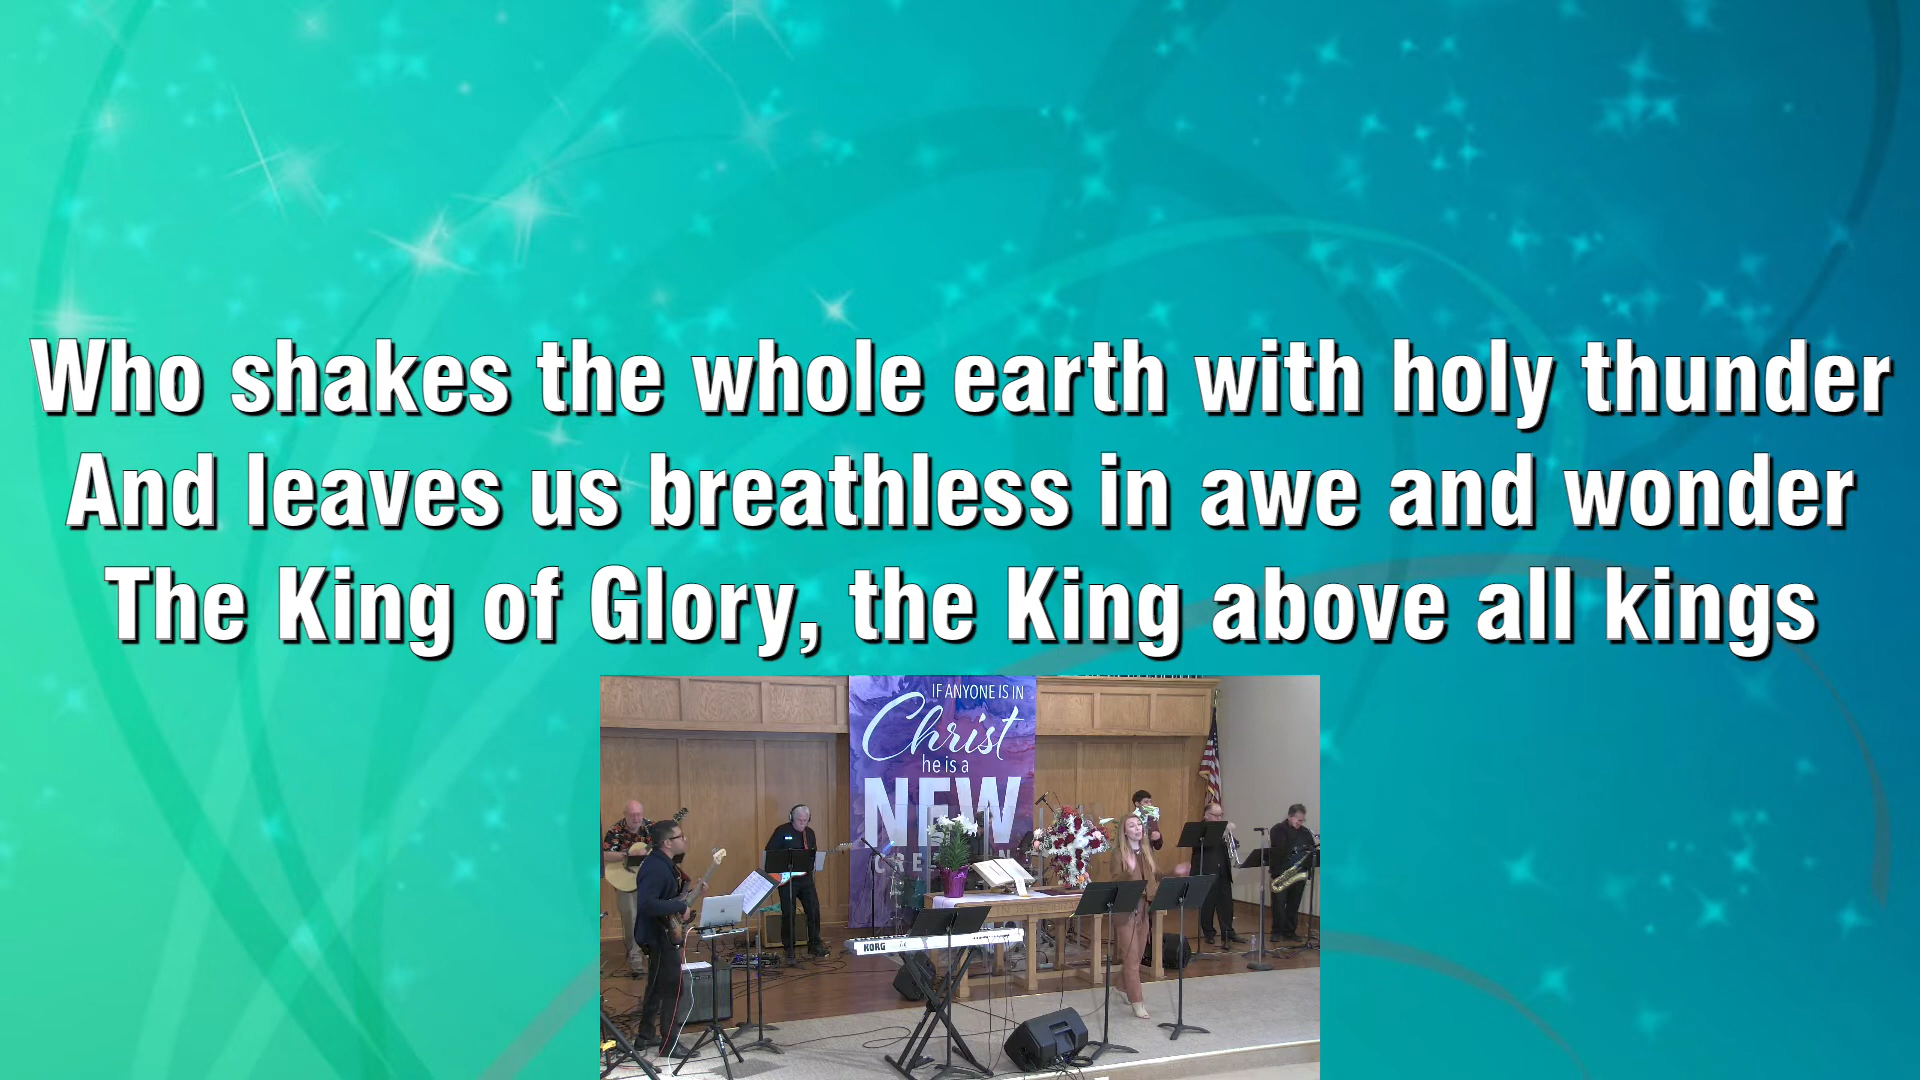 Who shakes the whole earth with holy thunder
And leaves us breathless in awe and wonder
The King of Glory, the King above all kings
IF ANYONE IS IN
Christ
he is a
NEW
KORG